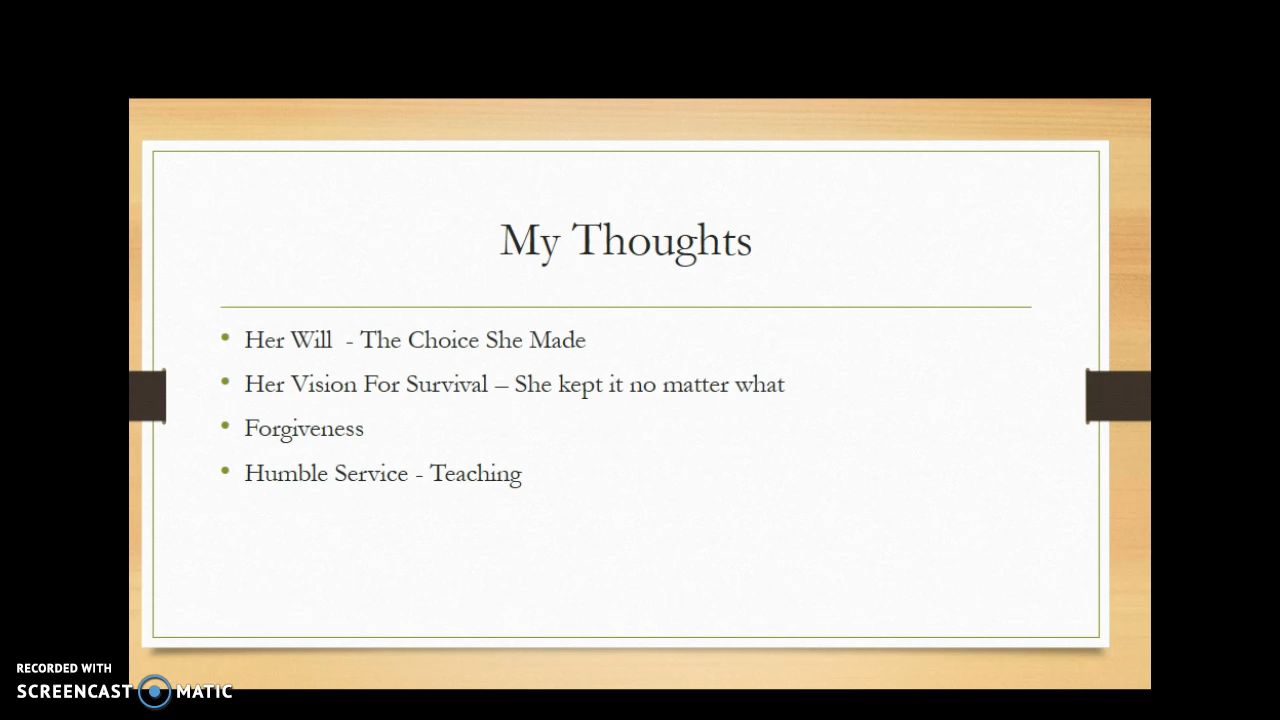 My Thoughts
Her Will - The Choice She Made
Her Vision For Survival – She kept it no matter what
Forgiveness
Humble Service - Teaching
RECORDED WITH
SCREENCAST MATIC